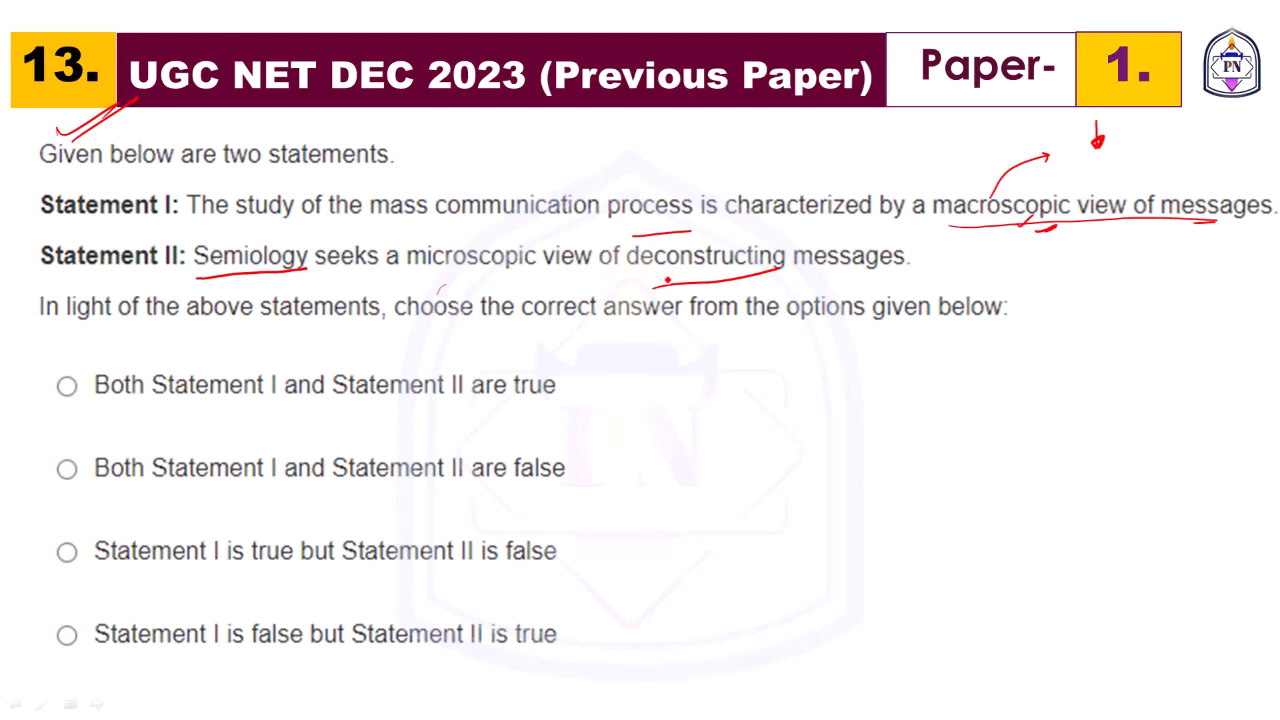 13.
UGC NET DEC 2023 (Previous Paper)
Paper-
1.
PN
Given below are two statements.
Statement I: The study of the mass communication process is characterized by a macroscopic view of messages.
Statement II: Semiology seeks a microscopic view of deconstructing messages.
In light of the above statements, choose the correct answer from the options given below:
Both Statement I and Statement II are true
Both Statement I and Statement II are false
PN
Statement I is true but Statement II is false
Statement I is false but Statement II is true